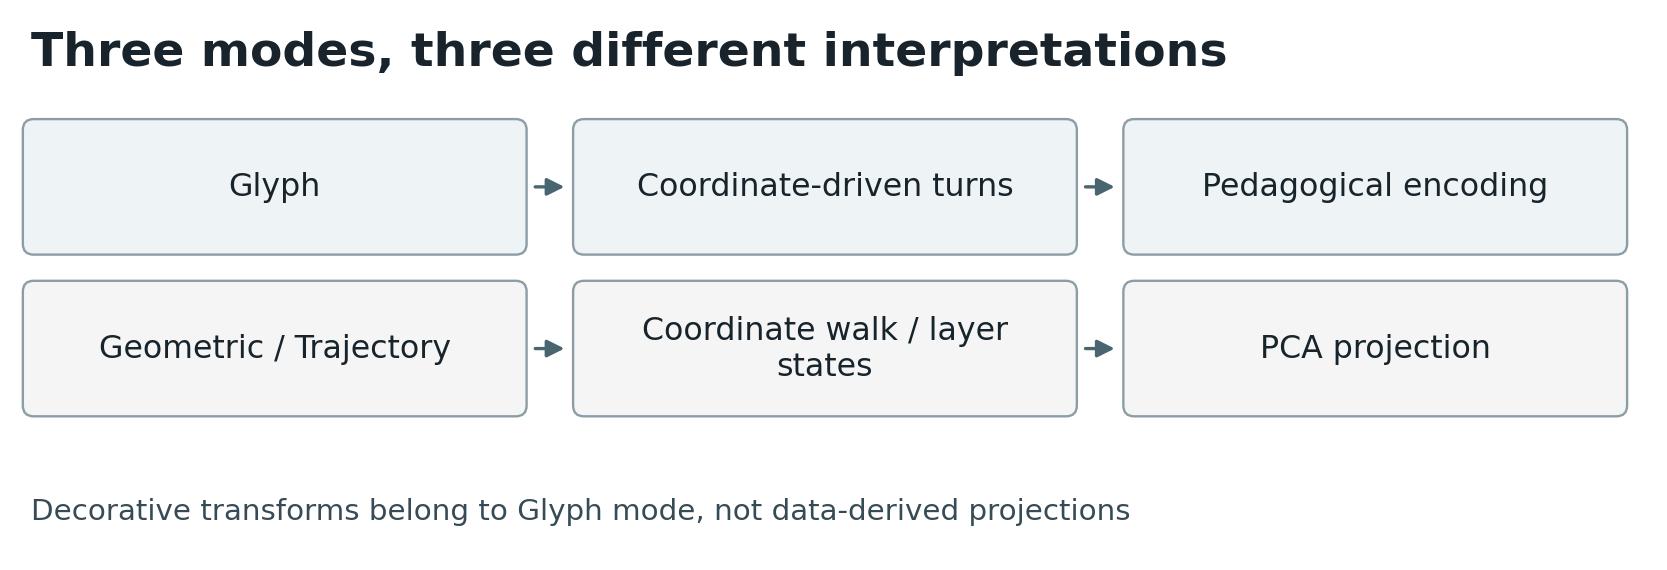 Three modes, three different interpretations
Glyph
Coordinate-driven turns
Pedagogical encoding
Geometric / Trajectory
Coordinate walk / layer
states
PCA projection
Decorative transforms belong to Glyph mode, not data-derived projections